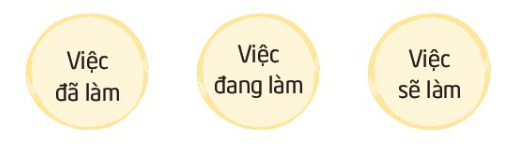 Việc
đã làm
Việc
đang làm
Việc
sẽ làm